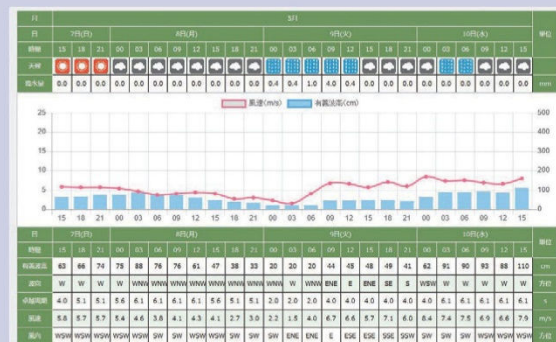 月 5月
日 7日(日) 8日(月) 9日(火) 10日(水) 單位
時間 15 18 21 00 03 06 09 12 15 18 21 00 03 06 09 12 15 18 21 00 03 06 09 12 15
天候
降水量 0.0 0.0 0.0 0.0 0.0 0.0 0.0 0.0 0.0 0.0 0.0 0.4 0.4 1.0 4.0 0.4 0.0 0.0 0.0 0.0 0.0 0.0 0.0 0.0 0.0 mm
風速(m/s) 有義波高(cm)
25 500
20 400
15 300
10 200
5 100
0 0
15 18 21 00 03 06 09 12 15 18 21 00 03 06 09 12 15 18 21 00 03 06 09 12 15
日 7日(日) 8日(月) 9日(火) 10日(水) 單位
時間 15 18 21 00 03 06 09 12 15 18 21 00 03 06 09 12 15 18 21 00 03 06 09 12 15
有義波高 63 66 74 75 88 76 76 61 47 38 33 20 20 20 44 45 48 49 41 62 91 90 93 88 110 cm
波向 W W W W WNW WNW WNW WNW WNW WNW WNW WNW W WNW ENE E ENE SE S WSW W W W W W 方位
卓越周期 4.0 5.1 5.1 5.6 6.1 6.1 6.1 6.1 5.6 5.1 5.1 2.0 2.0 2.0 4.0 4.0 4.0 4.0 4.0 4.0 6.1 6.1 6.1 6.1 6.1 s
風速 5.8 5.7 5.7 5.4 4.6 3.8 4.1 4.3 4.1 2.7 3.0 2.2 1.5 4.0 6.7 6.6 5.7 7.1 6.0 8.4 7.4 7.5 6.9 6.6 7.9 m/s
風向 WSW WSW WSW WSW WSW SW SW WSW WSW WSW SW SW ENE ENE E ESE ESE SSE SSW SW SW SW SW WSW WSW 方位